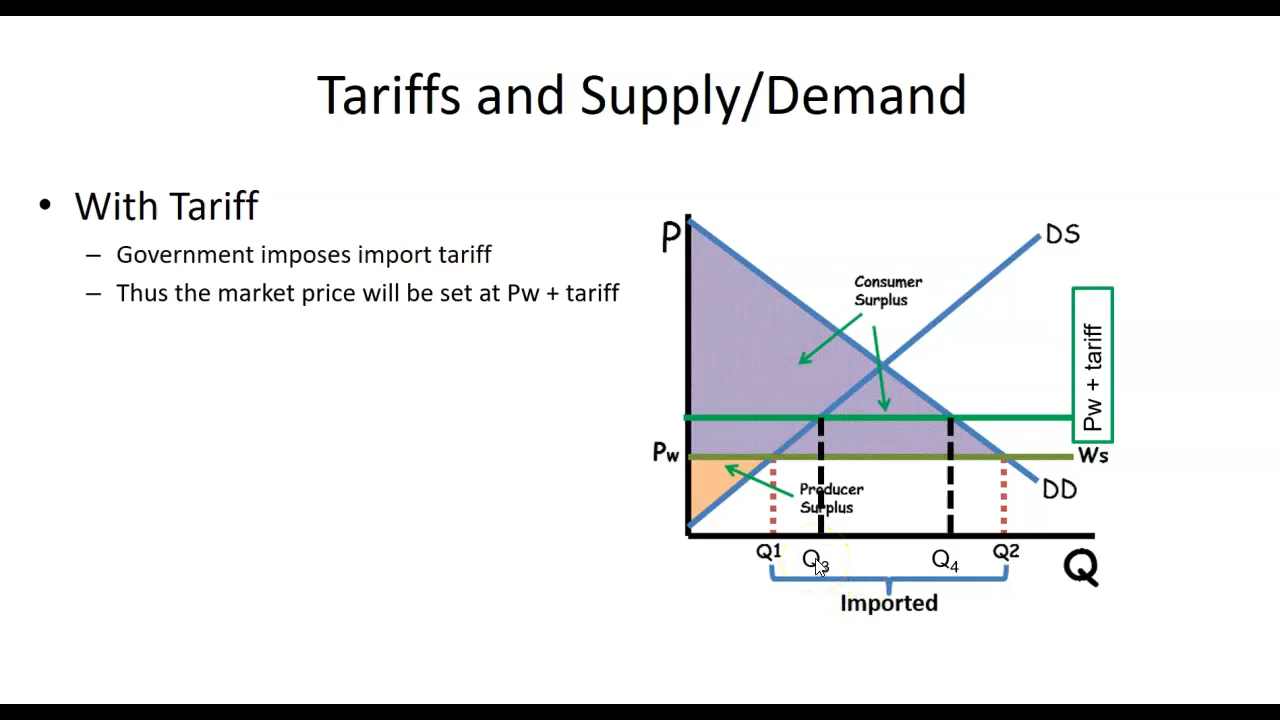 Tariffs and Supply/Demand
• With Tariff
– Government imposes import tariff
– Thus the market price will be set at Pw + tariff
P
DS
Consumer
Surplus
Pw + tariff
Pw
Ws
Producer
Surplus
DD
Q1
Q3
Q4
Q2
Q
Imported